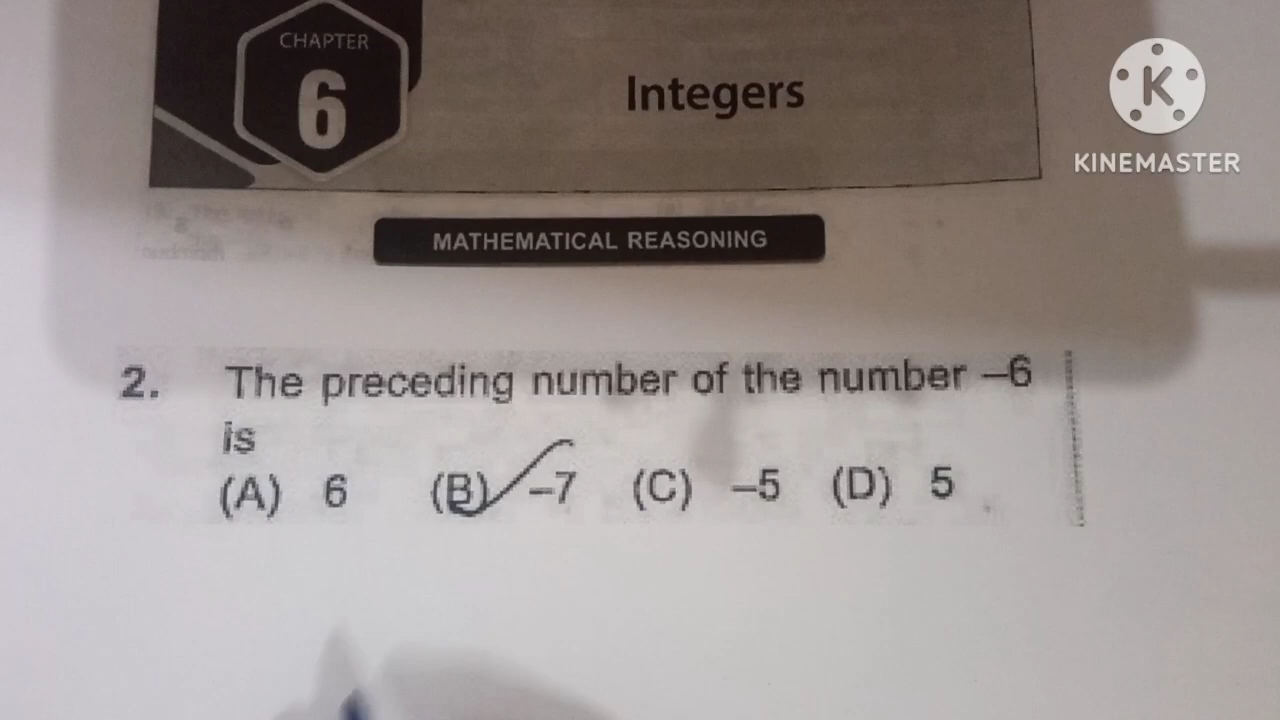 CHAPTER
6
Integers
K
KINEMASTER
MATHEMATICAL REASONING
2. The preceding number of the number –6
is
(A) 6 (B) –7 (C) –5 (D) 5